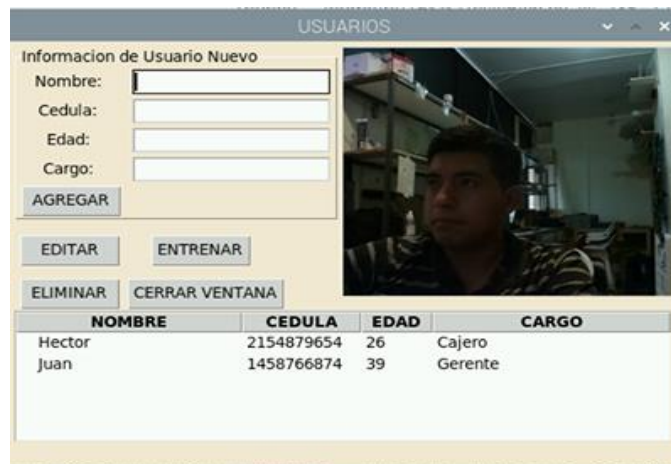 USUARIOS
Informacion de Usuario Nuevo
Nombre:
Cedula:
Edad:
Cargo:
AGREGAR
EDITAR ENTRENAR
ELIMINAR CERRAR VENTANA
NOMBRE CEDULA EDAD CARGO
Hector 2154879654 26 Cajero
Juan 1458766874 39 Gerente